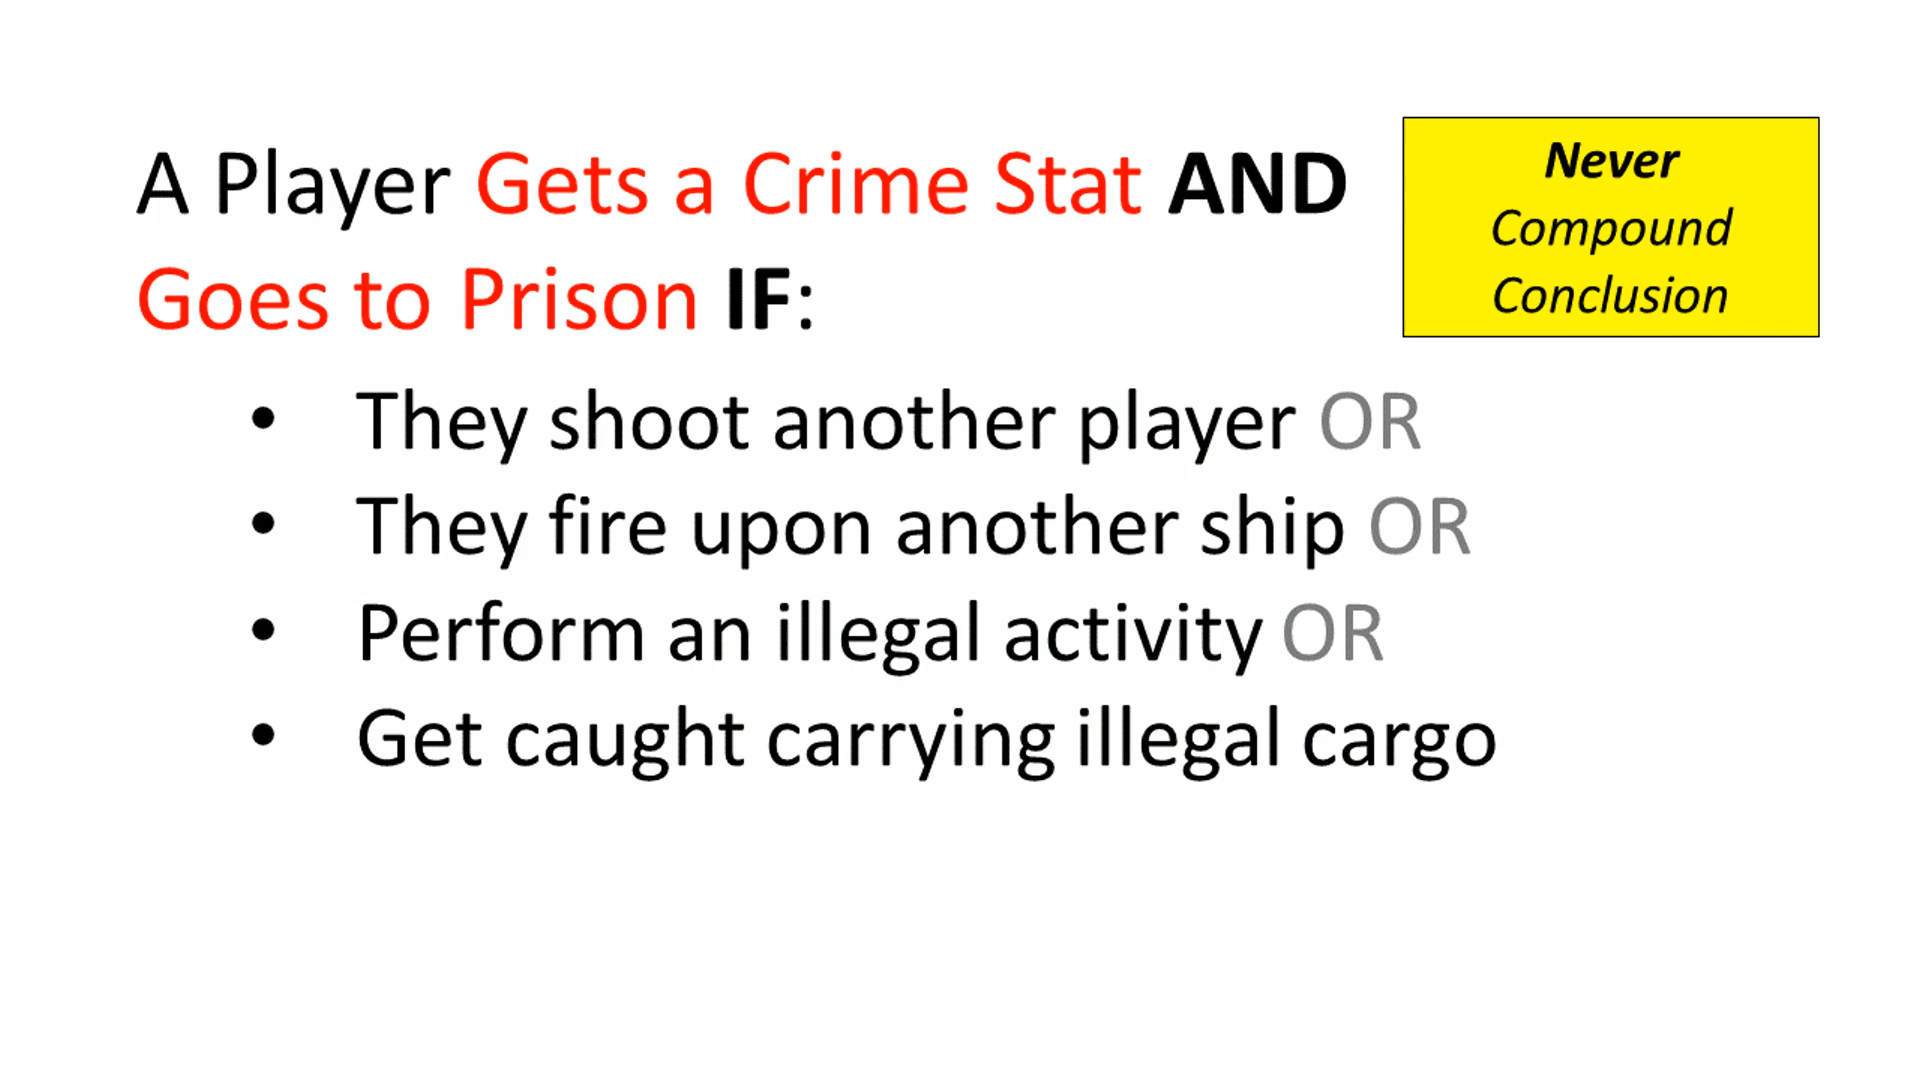 A Player Gets a Crime Stat AND
Goes to Prison IF:
Never
Compound
Conclusion
• They shoot another player OR
• They fire upon another ship OR
• Perform an illegal activity OR
• Get caught carrying illegal cargo